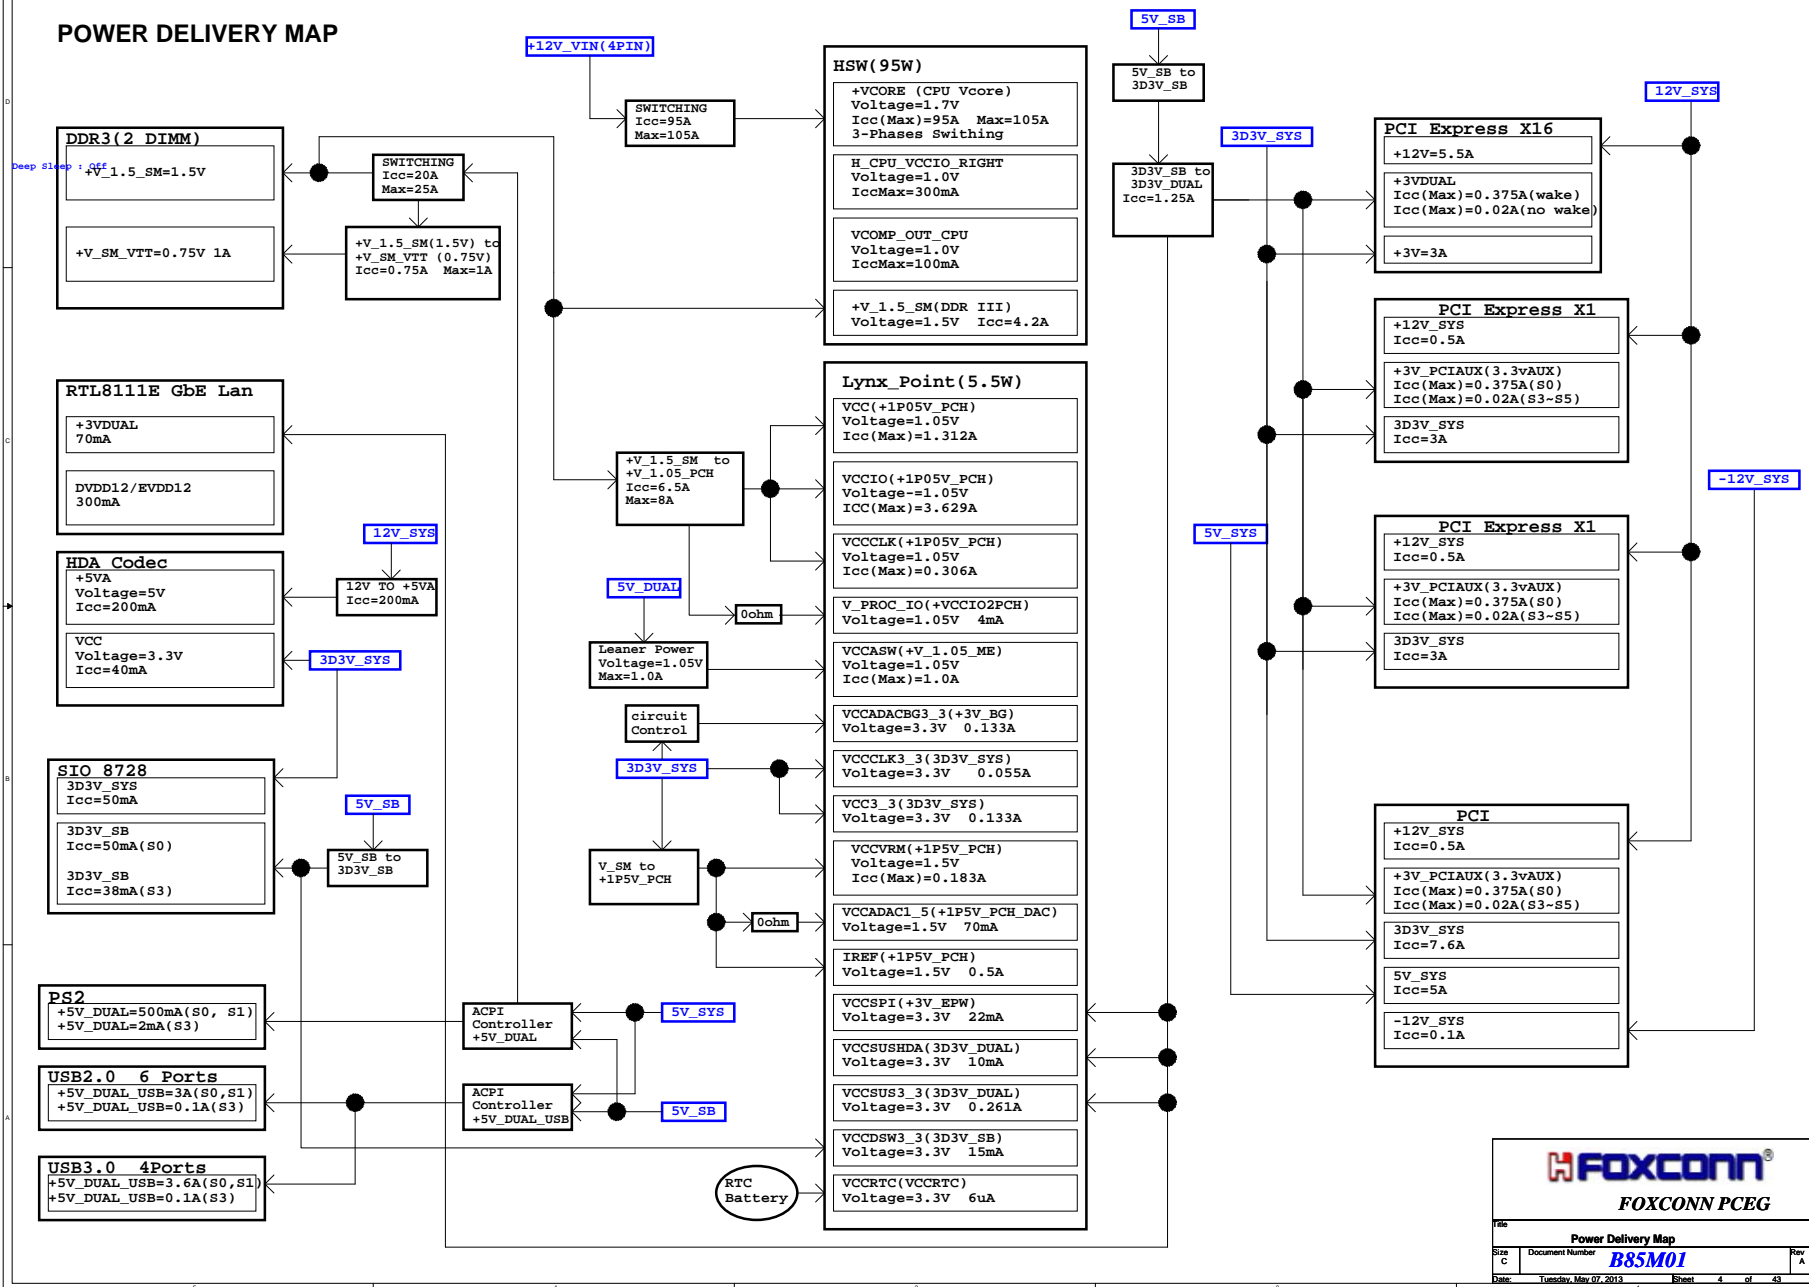 POWER DELIVERY MAP
+12V_VIN(4PIN)
SWITCHING
Icc=95A
Max=105A
DDR3(2 DIMM)
Deep Sleep : Off
+V_1.5_SM=1.5V
+V_SM_VTT=0.75V 1A
SWITCHING
Icc=20A
Max=25A
+V_1.5_SM(1.5V) to
+V_SM_VTT (0.75V)
Icc=0.75A  Max=1A
RTL8111E GbE Lan
+3VDUAL
70mA
DVDD12/EVDD12
300mA
HDA Codec
+5VA
Voltage=5V
Icc=200mA
VCC
Voltage=3.3V
Icc=40mA
12V_SYS
12V TO +5VA
Icc=200mA
3D3V_SYS
SIO 8728
3D3V_SYS
Icc=50mA
3D3V_SB
Icc=50mA(S0)
3D3V_SB
Icc=38mA(S3)
5V_SB
5V_SB to
3D3V_SB
PS2
+5V_DUAL=500mA(S0, S1)
+5V_DUAL=2mA(S3)
USB2.0  6 Ports
+5V_DUAL_USB=3A(S0,S1)
+5V_DUAL_USB=0.1A(S3)
USB3.0  4Ports
+5V_DUAL_USB=3.6A(S0,S1)
+5V_DUAL_USB=0.1A(S3)
ACPI
Controller
+5V_DUAL
ACPI
Controller
+5V_DUAL_USB
5V_SYS
5V_SB
+V_1.5_SM  to
+V_1.05_PCH
Icc=6.5A
Max=8A
5V_DUAL
0ohm
Leaner Power
Voltage=1.05V
Max=1.0A
circuit
Control
3D3V_SYS
V_SM to
+1P5V_PCH
0ohm
RTC
Battery
HSW(95W)
+VCORE (CPU Vcore)
Voltage=1.7V
Icc(Max)=95A  Max=105A
3-Phases Swithing
H_CPU_VCCIO_RIGHT
Voltage=1.0V
IccMax=300mA
VCOMP_OUT_CPU
Voltage=1.0V
IccMax=100mA
+V_1.5_SM(DDR III)
Voltage=1.5V  Icc=4.2A
Lynx_Point(5.5W)
VCC(+1P05V_PCH)
Voltage=1.05V
Icc(Max)=1.312A
VCCIO(+1P05V_PCH)
Voltage-=1.05V
ICC(Max)=3.629A
VCCCLK(+1P05V_PCH)
Voltage=1.05V
Icc(Max)=0.306A
V_PROC_IO(+VCCIO2PCH)
Voltage=1.05V  4mA
VCCASW(+V_1.05_ME)
Voltage=1.05V
Icc(Max)=1.0A
VCCADACBG3_3(+3V_BG)
Voltage=3.3V  0.133A
VCCCLK3_3(3D3V_SYS)
Voltage=3.3V   0.055A
VCC3_3(3D3V_SYS)
Voltage=3.3V  0.133A
VCCVRM(+1P5V_PCH)
Voltage=1.5V
Icc(Max)=0.183A
VCCADAC1_5(+1P5V_PCH_DAC)
Voltage=1.5V  70mA
IREF(+1P5V_PCH)
Voltage=1.5V  0.5A
VCCSPI(+3V_EPW)
Voltage=3.3V  22mA
VCCSUSHDA(3D3V_DUAL)
Voltage=3.3V  10mA
VCCSUS3_3(3D3V_DUAL)
Voltage=3.3V  0.261A
VCCDSW3_3(3D3V_SB)
Voltage=3.3V  15mA
VCCRTC(VCCRTC)
Voltage=3.3V  6uA
5V_SB
5V_SB to
3D3V_SB
3D3V_SB to
3D3V_DUAL
Icc=1.25A
3D3V_SYS
12V_SYS
-12V_SYS
5V_SYS
PCI Express X16
+12V=5.5A
+3VDUAL
Icc(Max)=0.375A(wake)
Icc(Max)=0.02A(no wake)
+3V=3A
PCI Express X1
+12V_SYS
Icc=0.5A
+3V_PCIAUX(3.3vAUX)
Icc(Max)=0.375A(S0)
Icc(Max)=0.02A(S3~S5)
3D3V_SYS
Icc=3A
PCI Express X1
+12V_SYS
Icc=0.5A
+3V_PCIAUX(3.3vAUX)
Icc(Max)=0.375A(S0)
Icc(Max)=0.02A(S3~S5)
3D3V_SYS
Icc=3A
PCI
+12V_SYS
Icc=0.5A
+3V_PCIAUX(3.3vAUX)
Icc(Max)=0.375A(S0)
Icc(Max)=0.02A(S3~S5)
3D3V_SYS
Icc=7.6A
5V_SYS
Icc=5A
-12V_SYS
Icc=0.1A
FOXCONN®
FOXCONN PCEG
Title
Power Delivery Map
Size
C
Document Number
B85M01
Rev
A
Date:
Tuesday, May 07, 2013
Sheet 4 of 43
D
C
B
A